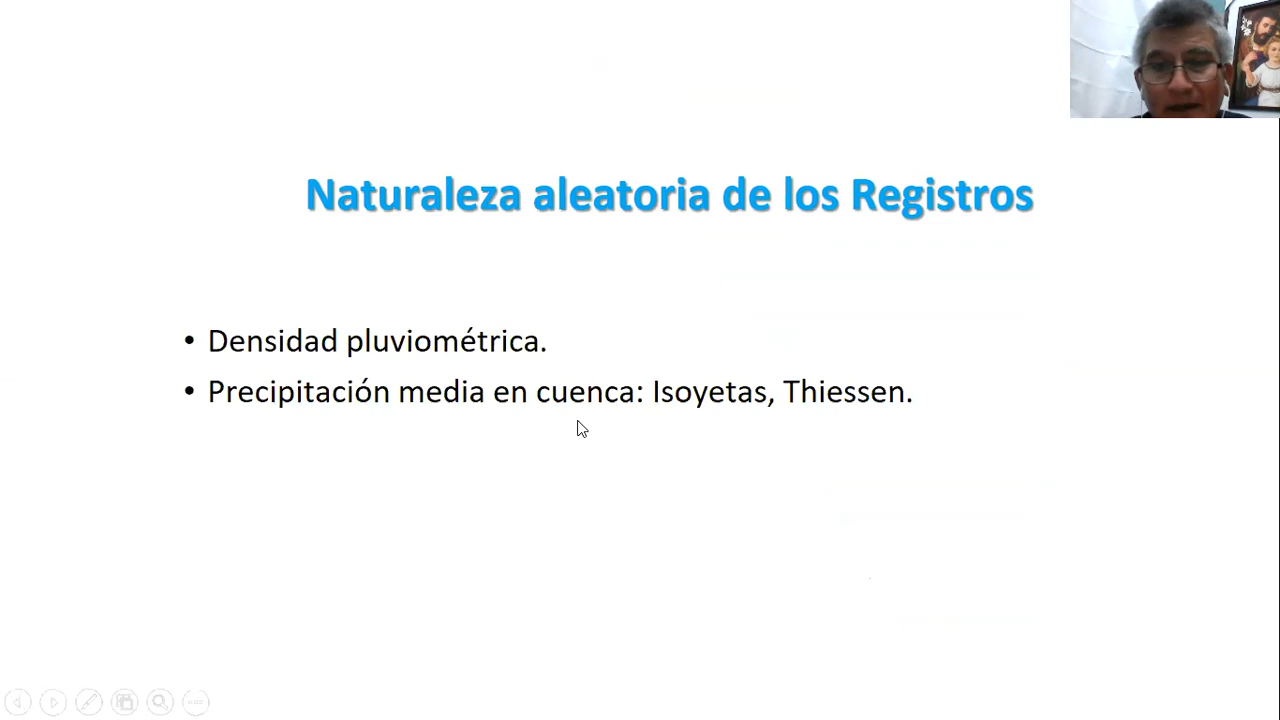 Naturaleza aleatoria de los Registros
• Densidad pluviométrica.
• Precipitación media en cuenca: Isoyetas, Thiessen.